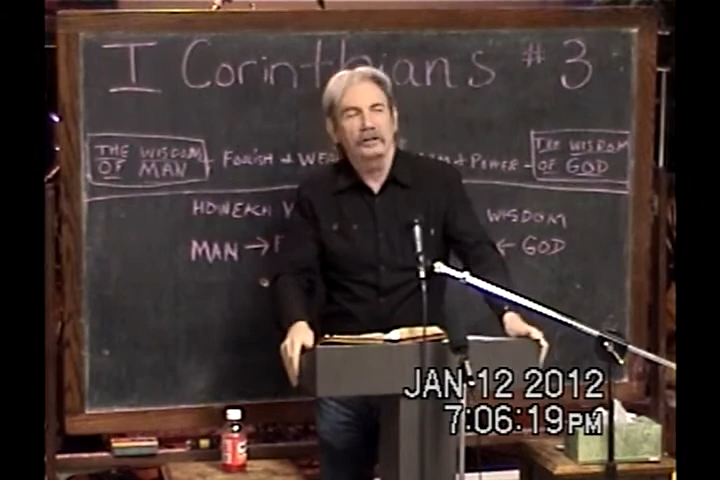 I Corinthians #3
THE WISDOM OF MAN - FOOLISH + WE + POWER - THE WISDOM OF GOD
WISDOM
MAN → ← GOD
JAN 12 2012
7:06:19 PM